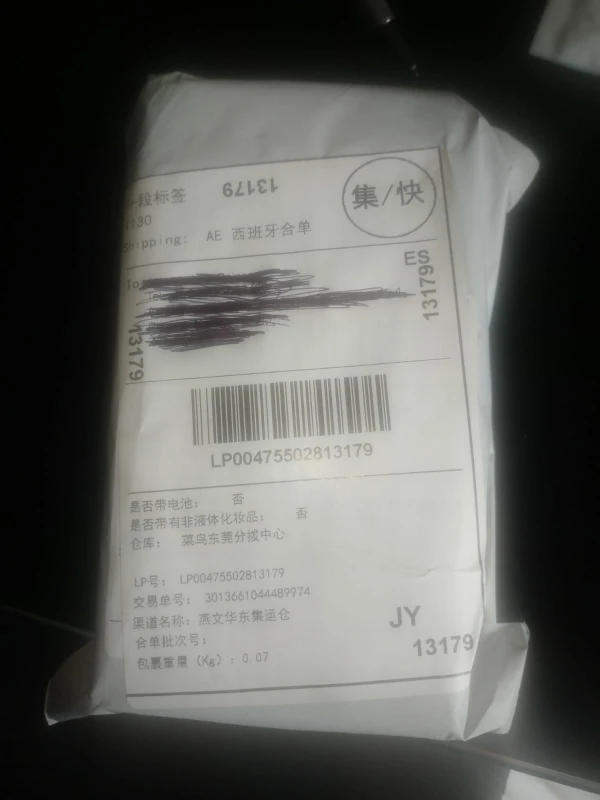 一段标签 13179
集/快
Shipping: AE 西班牙合单
ES
13179
13179
LP00475502813179
是否带电池: 否
是否带有非液体化妆品: 否
仓库: 菜鸟东莞分拨中心
LP号: LP00475502813179
交易单号: 3013661044489974
渠道名称: 燕文华东集运仓
合单批次号:
包裹重量 (Kg): 0.07
JY
13179